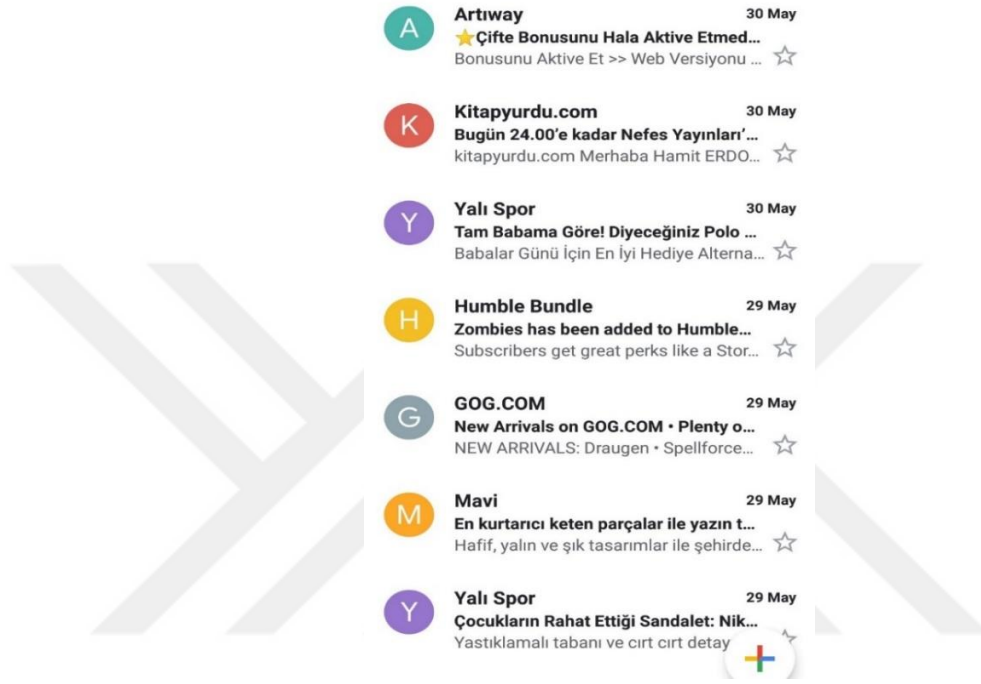 A
Artıway
30 May
⭐Çifte Bonusunu Hala Aktive Etmed...
Bonusunu Aktive Et >> Web Versiyonu ...
K
Kitapyurdu.com
30 May
Bugün 24.00’e kadar Nefes Yayınları’...
kitapyurdu.com Merhaba Hamit ERDO...
Y
Yalı Spor
30 May
Tam Babama Göre! Diyeceğiniz Polo ...
Babalar Günü İçin En İyi Hediye Alterna...
H
Humble Bundle
29 May
Zombies has been added to Humble...
Subscribers get great perks like a Stor...
G
GOG.COM
29 May
New Arrivals on GOG.COM • Plenty o...
NEW ARRIVALS: Draugen • Spellforce...
M
Mavi
29 May
En kurtarıcı keten parçalar ile yazın t...
Hafif, yalın ve şık tasarımlar ile şehirde...
Y
Yalı Spor
29 May
Çocukların Rahat Ettiği Sandalet: Nik...
Yastıklamalı tabanı ve cırt cırt detay